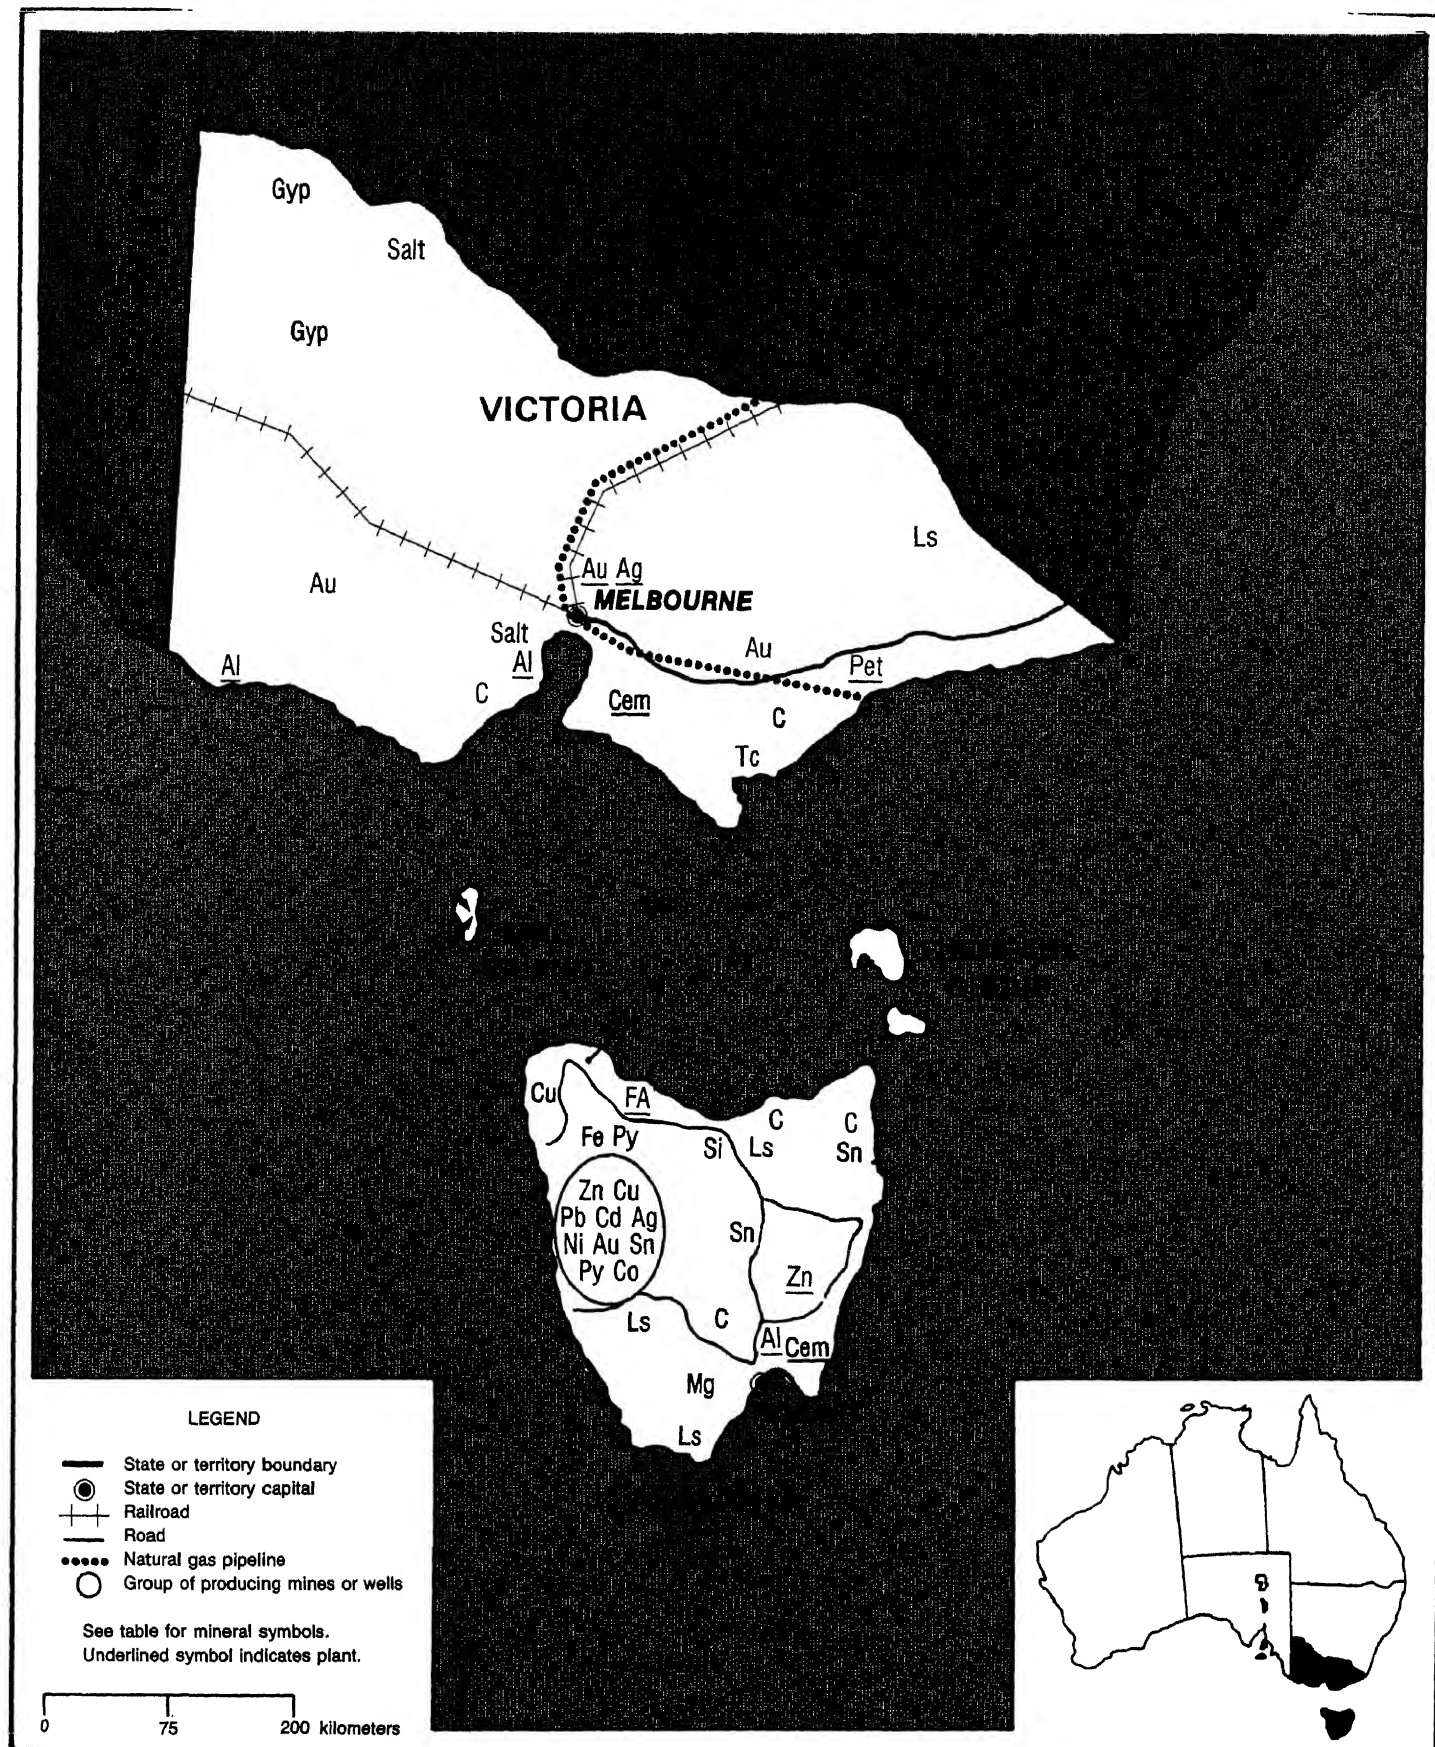 Gyp
Salt
Gyp
VICTORIA
Ls
Au
Au Ag
MELBOURNE
Salt
Au
Al
Al
Pet
C
Cem
C
Tc
Cu
FA
C
C
Fe Py
Si
Ls
Sn
Zn Cu
Pb Cd Ag
Ni Au Sn
Py Co
Sn
Zn
Ls
C
Al
Cem
Mg
Ls
LEGEND
State or territory boundary
State or territory capital
Railroad
Road
Natural gas pipeline
Group of producing mines or wells
See table for mineral symbols.
Underlined symbol indicates plant.
0 75 200 kilometers